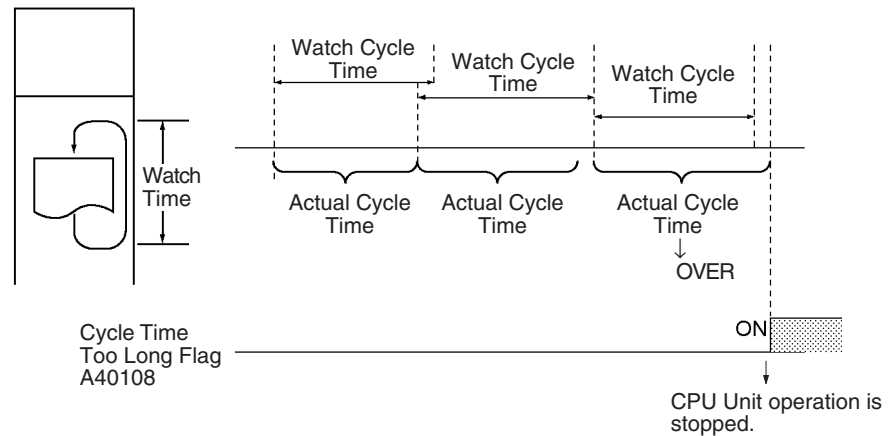 Watch Cycle
Time
Watch Cycle
Time
Watch Cycle
Time
Watch
Time
Actual Cycle
Time
Actual Cycle
Time
Actual Cycle
Time
↓
OVER
Cycle Time
Too Long Flag
A40108
ON
CPU Unit operation is
stopped.